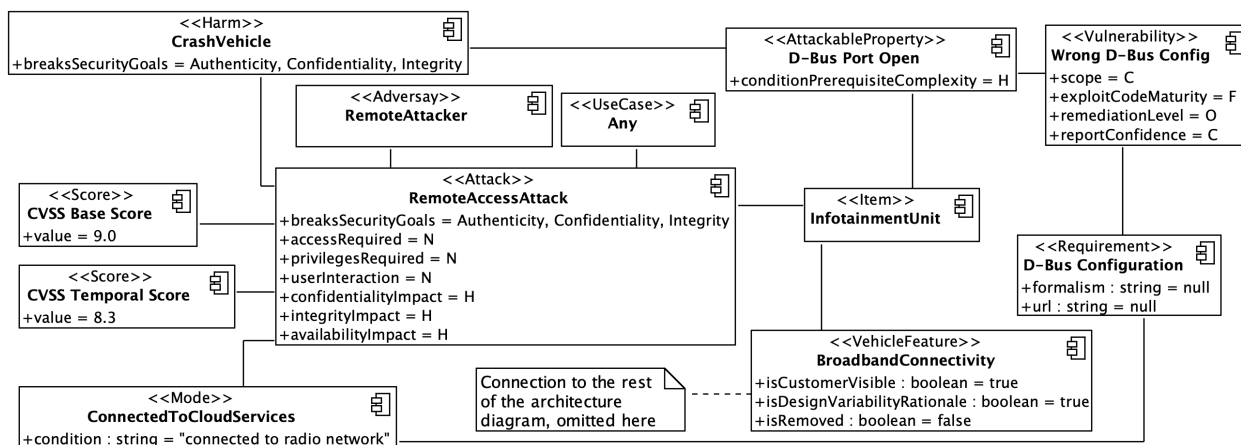 <<Harm>>
CrashVehicle
+breaksSecurityGoals = Authenticity, Confidentiality, Integrity
<<AttackableProperty>>
D-Bus Port Open
+conditionPrerequisiteComplexity = H
<<Vulnerability>>
Wrong D-Bus Config
+scope = C
+exploitCodeMaturity = F
+remediationLevel = O
+reportConfidence = C
<<Adversay>>
RemoteAttacker
<<UseCase>>
Any
<<Attack>>
RemoteAccessAttack
+breaksSecurityGoals = Authenticity, Confidentiality, Integrity
+accessRequired = N
+privilegesRequired = N
+userInteraction = N
+confidentialityImpact = H
+integrityImpact = H
+availabilityImpact = H
<<Score>>
CVSS Base Score
+value = 9.0
<<Score>>
CVSS Temporal Score
+value = 8.3
<<Item>>
InfotainmentUnit
<<Requirement>>
D-Bus Configuration
+formalism : string = null
+url : string = null
<<VehicleFeature>>
BroadbandConnectivity
+isCustomerVisible : boolean = true
+isDesignVariabilityRationale : boolean = true
+isRemoved : boolean = false
Connection to the rest
of the architecture
diagram, omitted here
<<Mode>>
ConnectedToCloudServices
+condition : string = "connected to radio network"